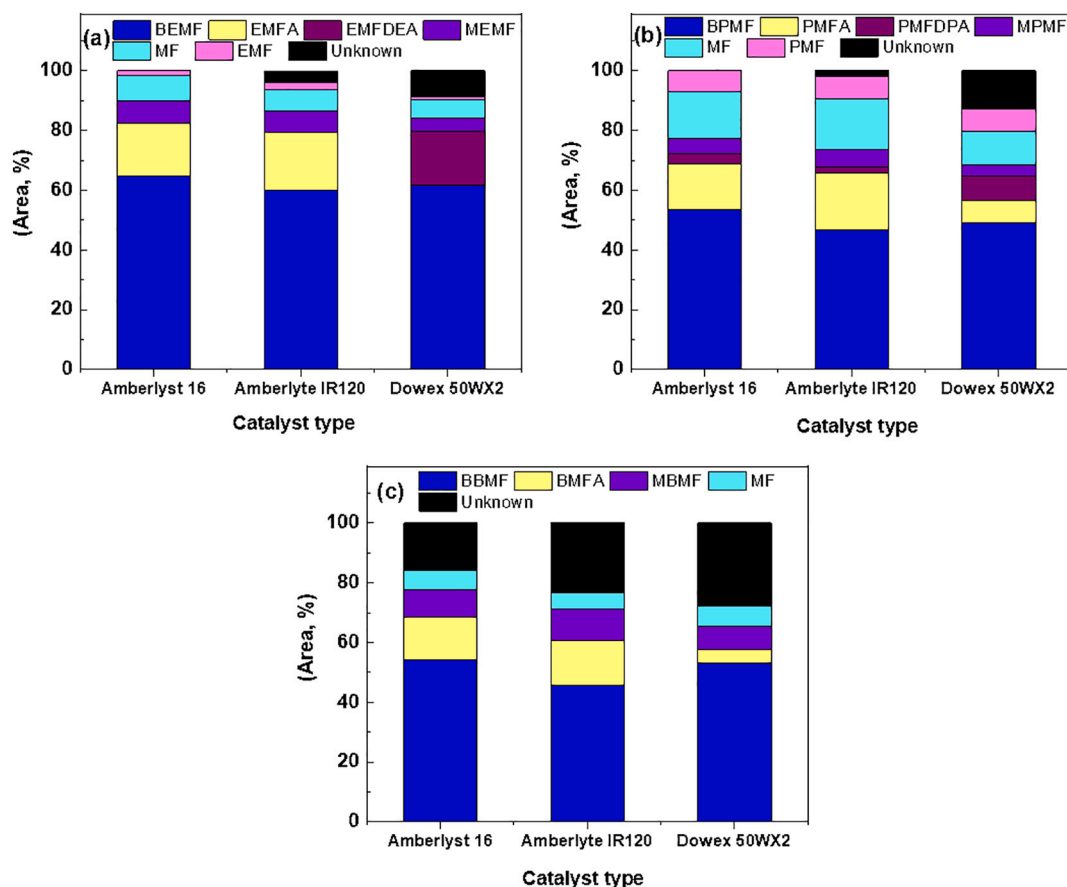 (a)
BEMF EMFA EMFDEA MEMF
MF EMF Unknown
100
80
60
40
20
0
(Area, %)
Amberlyst 16 Amberlyte IR120 Dowex 50WX2
Catalyst type
(b)
BPMF PMFA PMFDPA MPMF
MF PMF Unknown
100
80
60
40
20
0
(Area, %)
Amberlyst 16 Amberlyte IR120 Dowex 50WX2
Catalyst type
(c)
BBMF BMFA MBMF MF
Unknown
100
80
60
40
20
0
(Area, %)
Amberlyst 16 Amberlyte IR120 Dowex 50WX2
Catalyst type